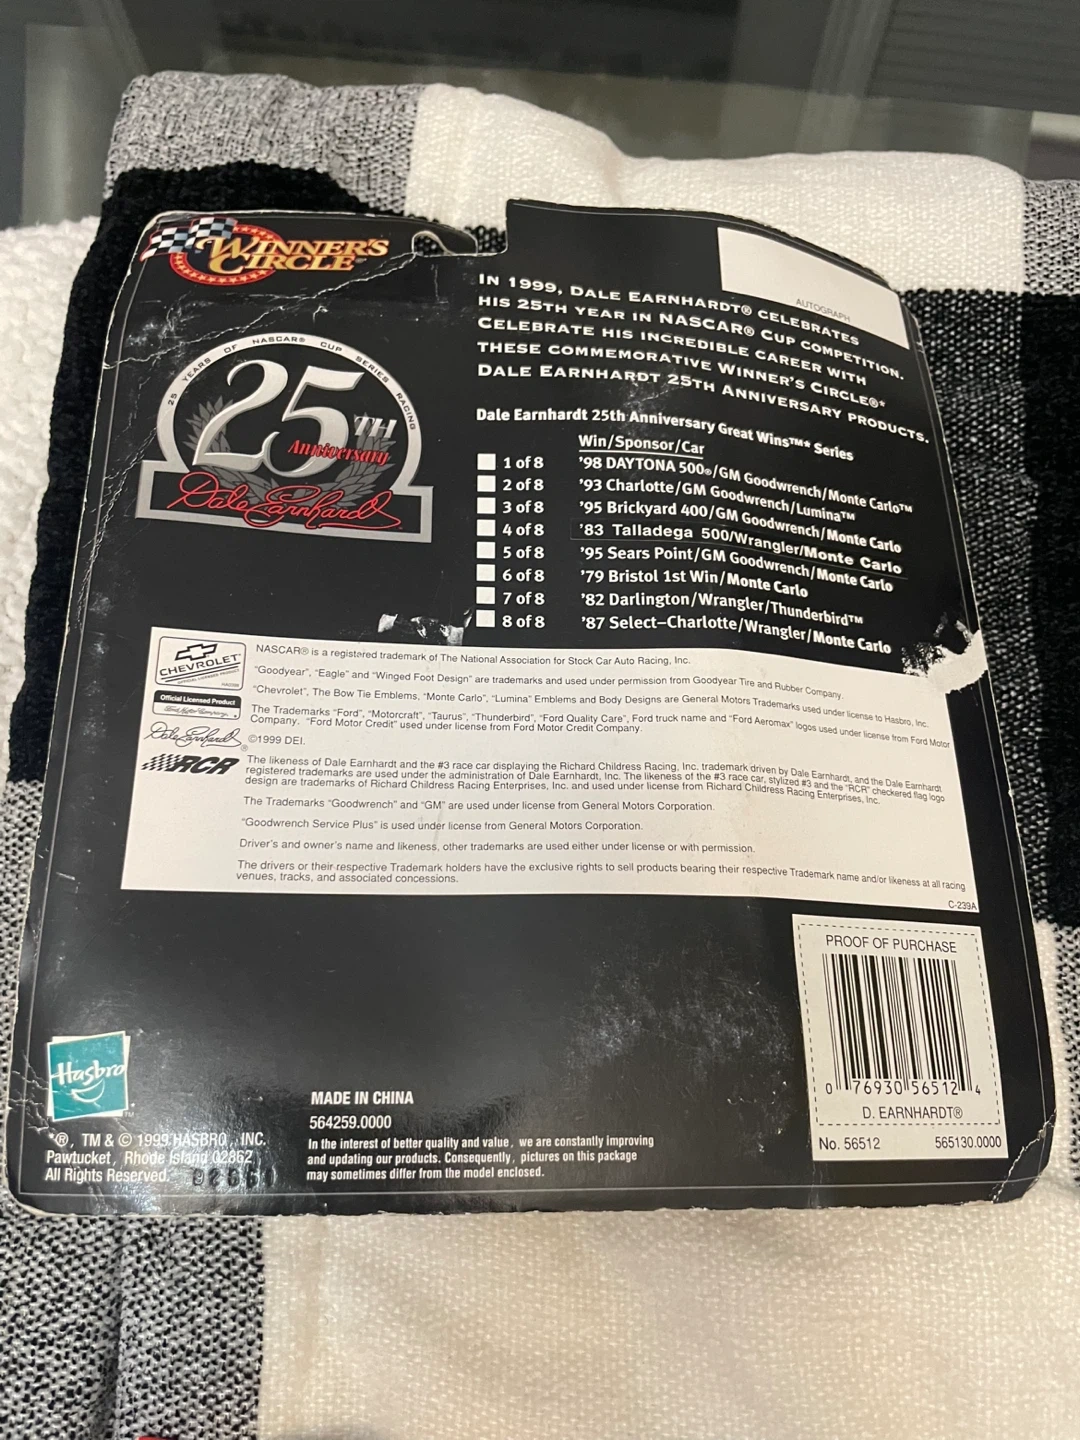 WINNER'S
CIRCLE®
AUTOGRAPH
IN 1999, DALE EARNHARDT® CELEBRATES
HIS 25TH YEAR IN NASCAR® CUP COMPETITION.
CELEBRATE HIS INCREDIBLE CAREER WITH
THESE COMMEMORATIVE WINNER'S CIRCLE®*
DALE EARNHARDT 25TH ANNIVERSARY PRODUCTS.
25 YEARS OF NASCAR® CUP SERIES RACING
25TH
Anniversary
Dale Earnhardt
Dale Earnhardt 25th Anniversary Great Wins™* Series
Win/Sponsor/Car
1 of 8 '98 DAYTONA 500®/GM Goodwrench/Monte Carlo™
2 of 8 '93 Charlotte/GM Goodwrench/Lumina™
3 of 8 '95 Brickyard 400/GM Goodwrench/Monte Carlo
4 of 8 '83 Talladega 500/Wrangler/Monte Carlo
5 of 8 '95 Sears Point/GM Goodwrench/Monte Carlo
6 of 8 '79 Bristol 1st Win/Monte Carlo
7 of 8 '82 Darlington/Wrangler/Thunderbird™
8 of 8 '87 Select–Charlotte/Wrangler/Monte Carlo
CHEVROLET
NASCAR® is a registered trademark of The National Association for Stock Car Auto Racing, Inc.
"Goodyear", "Eagle" and "Winged Foot Design" are trademarks and used under permission from Goodyear Tire and Rubber Company.
"Chevrolet", The Bow Tie Emblems, "Monte Carlo", "Lumina" Emblems and Body Designs are General Motors Trademarks used under license to Hasbro, Inc.
Official Licensed Product
The Trademarks "Ford", "Motorcraft", "Taurus", "Thunderbird", "Ford Quality Care", Ford truck name and "Ford Aeromax" logos used under license from Ford Motor
Company. "Ford Motor Credit" used under license from Ford Motor Credit Company.
Dale Earnhardt® ©1999 DEI.
RCR
The likeness of Dale Earnhardt and the #3 race car displaying the Richard Childress Racing, Inc. trademark driven by Dale Earnhardt, and the Dale Earnhardt
registered trademarks are used under the administration of Dale Earnhardt, Inc. The likeness of the #3 race car, stylized #3 and the "RCR" checkered flag logo
design are trademarks of Richard Childress Racing Enterprises, Inc. and used under license from Richard Childress Racing Enterprises, Inc.
The Trademarks "Goodwrench" and "GM" are used under license from General Motors Corporation.
"Goodwrench Service Plus" is used under license from General Motors Corporation.
Driver's and owner's name and likeness, other trademarks are used either under license or with permission.
The drivers or their respective Trademark holders have the exclusive rights to sell products bearing their respective Trademark name and/or likeness at all racing
venues, tracks, and associated concessions.
C-239A
PROOF OF PURCHASE
0 76930 56512 4
D. EARNHARDT®
No. 56512 565130.0000
Hasbro
™
*®, TM & © 1999 HASBRO, INC.
Pawtucket, Rhode Island 02862
All Rights Reserved.
MADE IN CHINA
564259.0000
In the interest of better quality and value, we are constantly improving
and updating our products. Consequently, pictures on this package
may sometimes differ from the model enclosed.